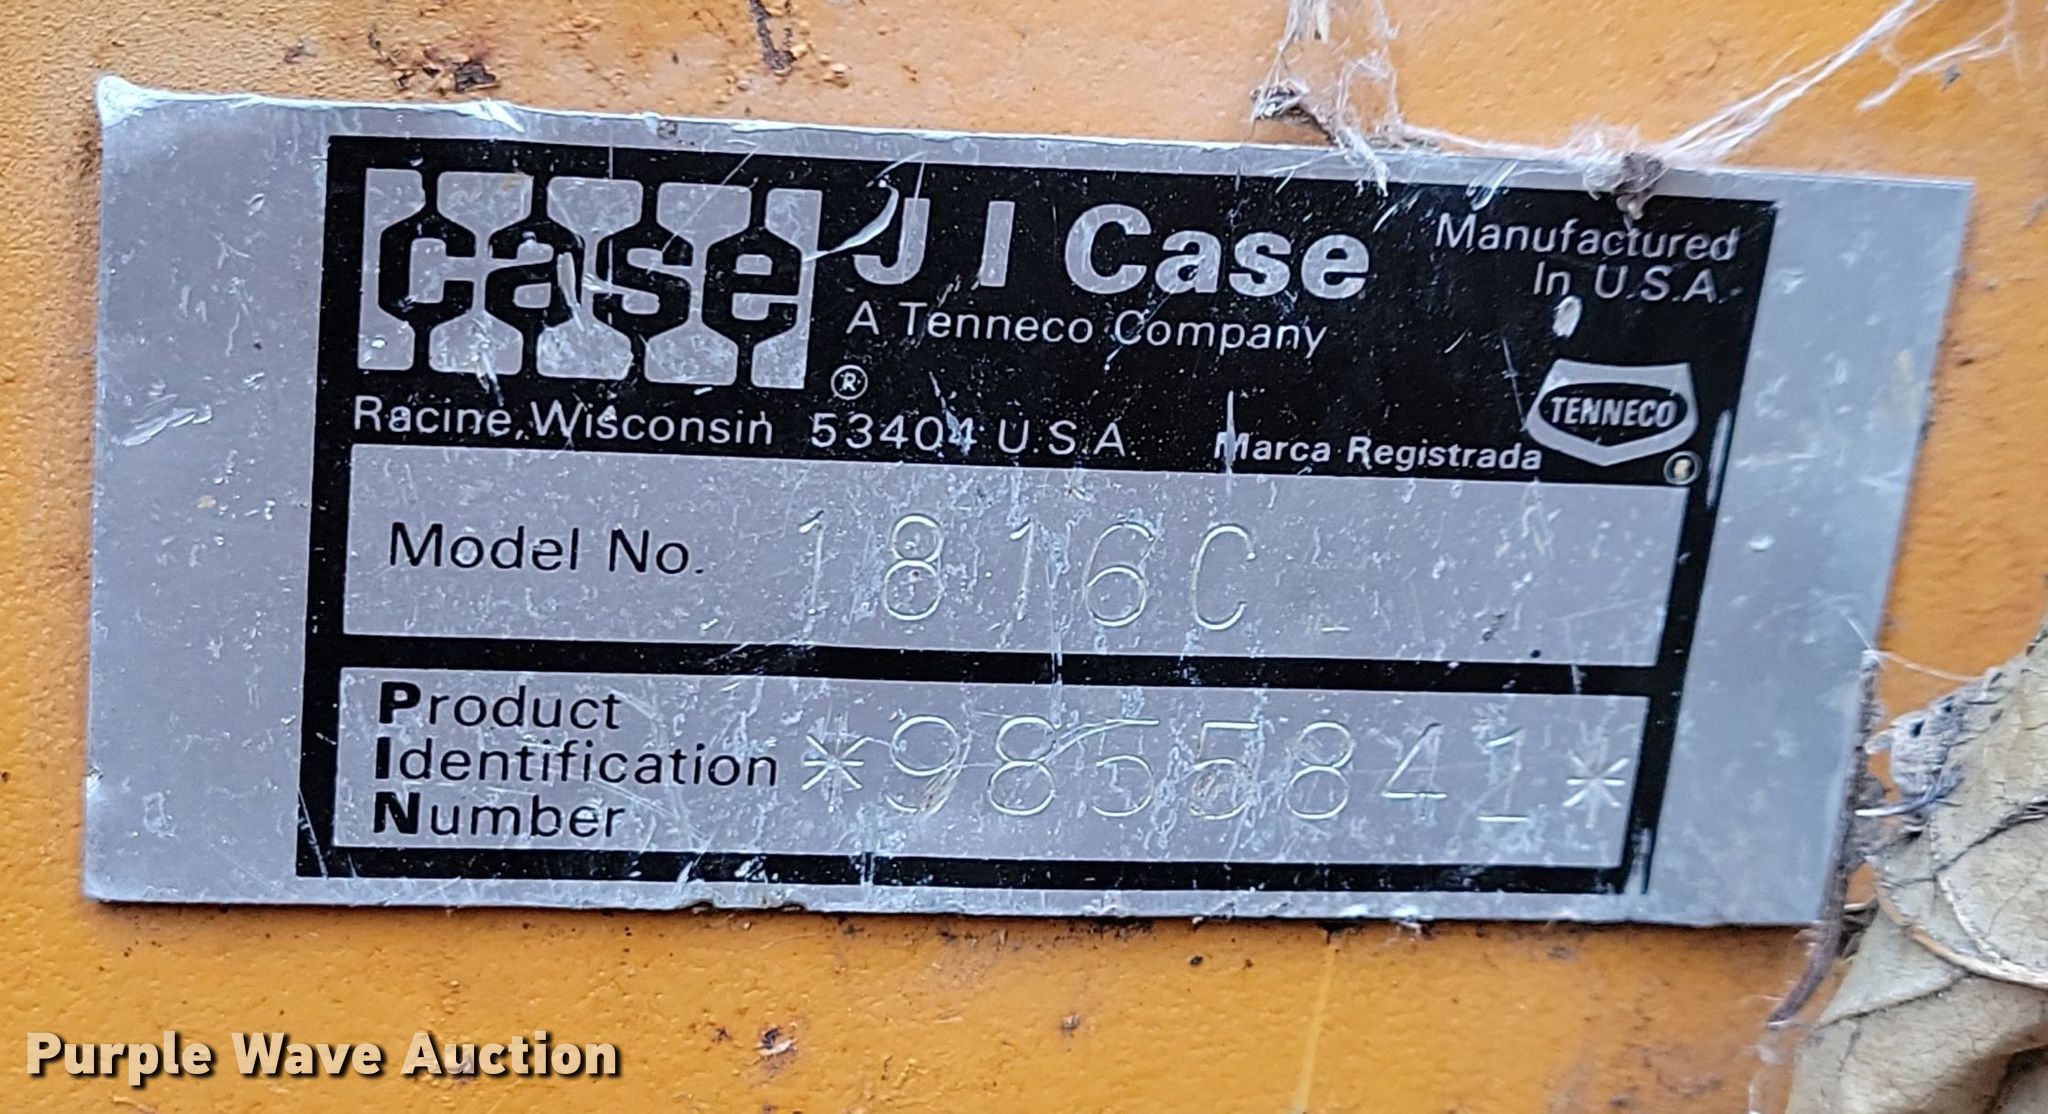 case ®
J I Case
A Tenneco Company
Manufactured
In U.S.A.
Racine, Wisconsin 53404 U.S.A.
Marca Registrada
TENNECO ®
Model No. 1816C
Product
Identification
Number
*9855841*
Purple Wave Auction